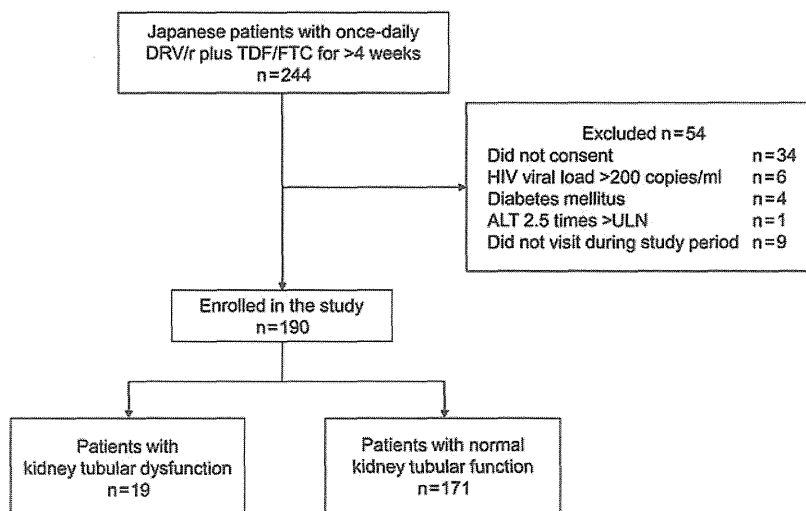 Japanese patients with once-daily
DRV/r plus TDF/FTC for >4 weeks
n=244
Excluded n=54
Did not consent n=34
HIV viral load >200 copies/ml n=6
Diabetes mellitus n=4
ALT 2.5 times >ULN n=1
Did not visit during study period n=9
Enrolled in the study
n=190
Patients with
kidney tubular dysfunction
n=19
Patients with normal
kidney tubular function
n=171